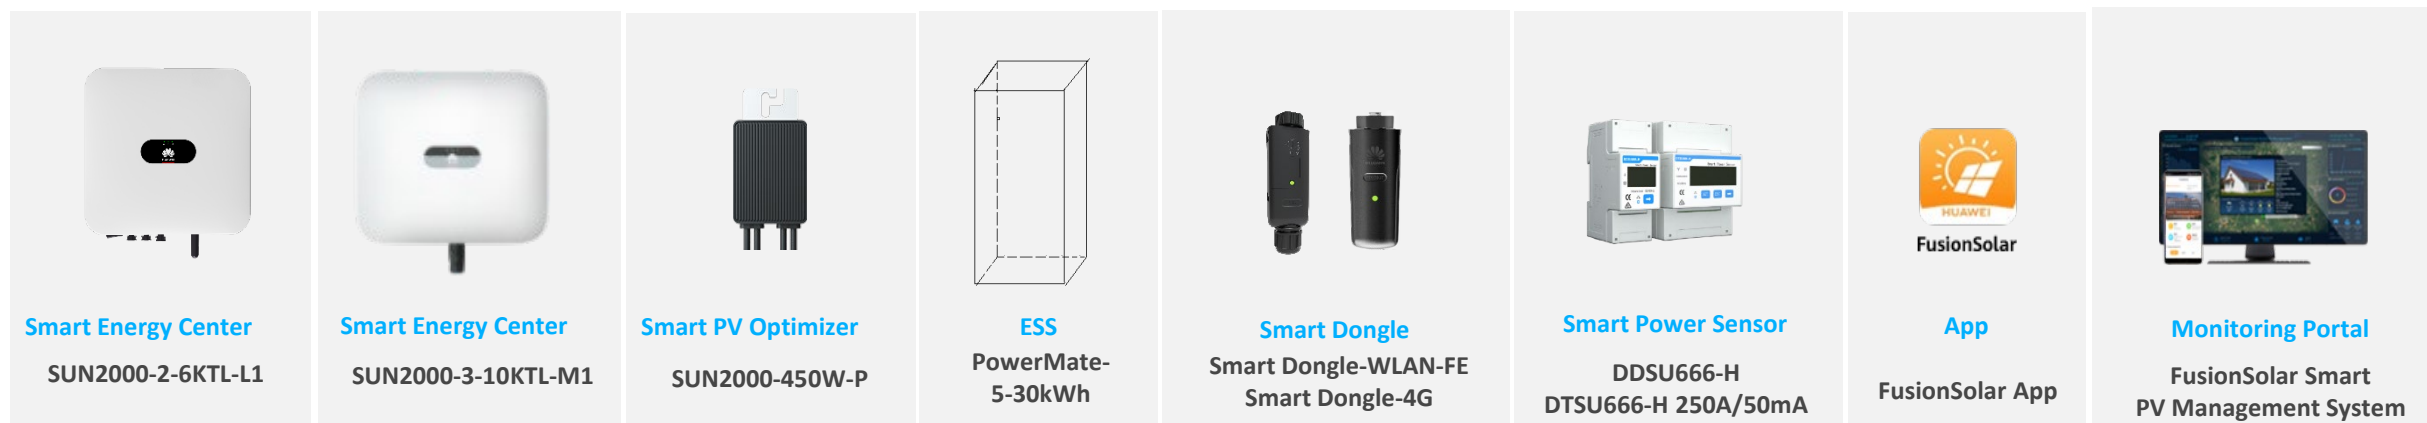 HUAWEI
FusionSolar
Smart Energy Center
SUN2000-2-6KTL-L1
Smart Energy Center
SUN2000-3-10KTL-M1
Smart PV Optimizer
SUN2000-450W-P
ESS
PowerMate-
5-30kWh
Smart Dongle
Smart Dongle-WLAN-FE
Smart Dongle-4G
Smart Power Sensor
DDSU666-H
DTSU666-H 250A/50mA
App
FusionSolar App
Monitoring Portal
FusionSolar Smart
PV Management System